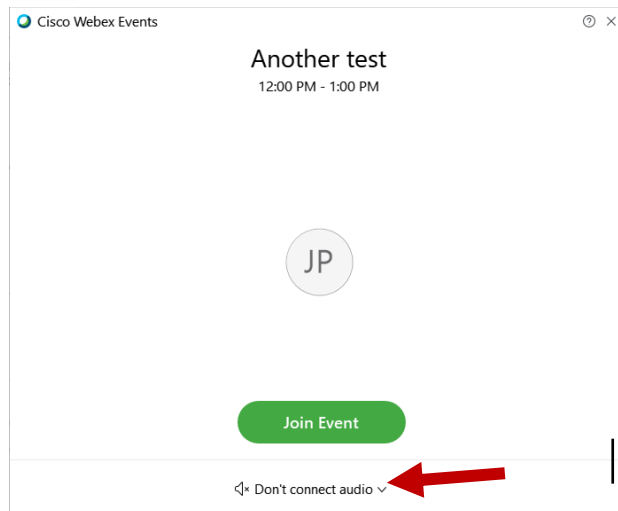 Cisco Webex Events
Another test
12:00 PM - 1:00 PM
JP
Join Event
Don't connect audio